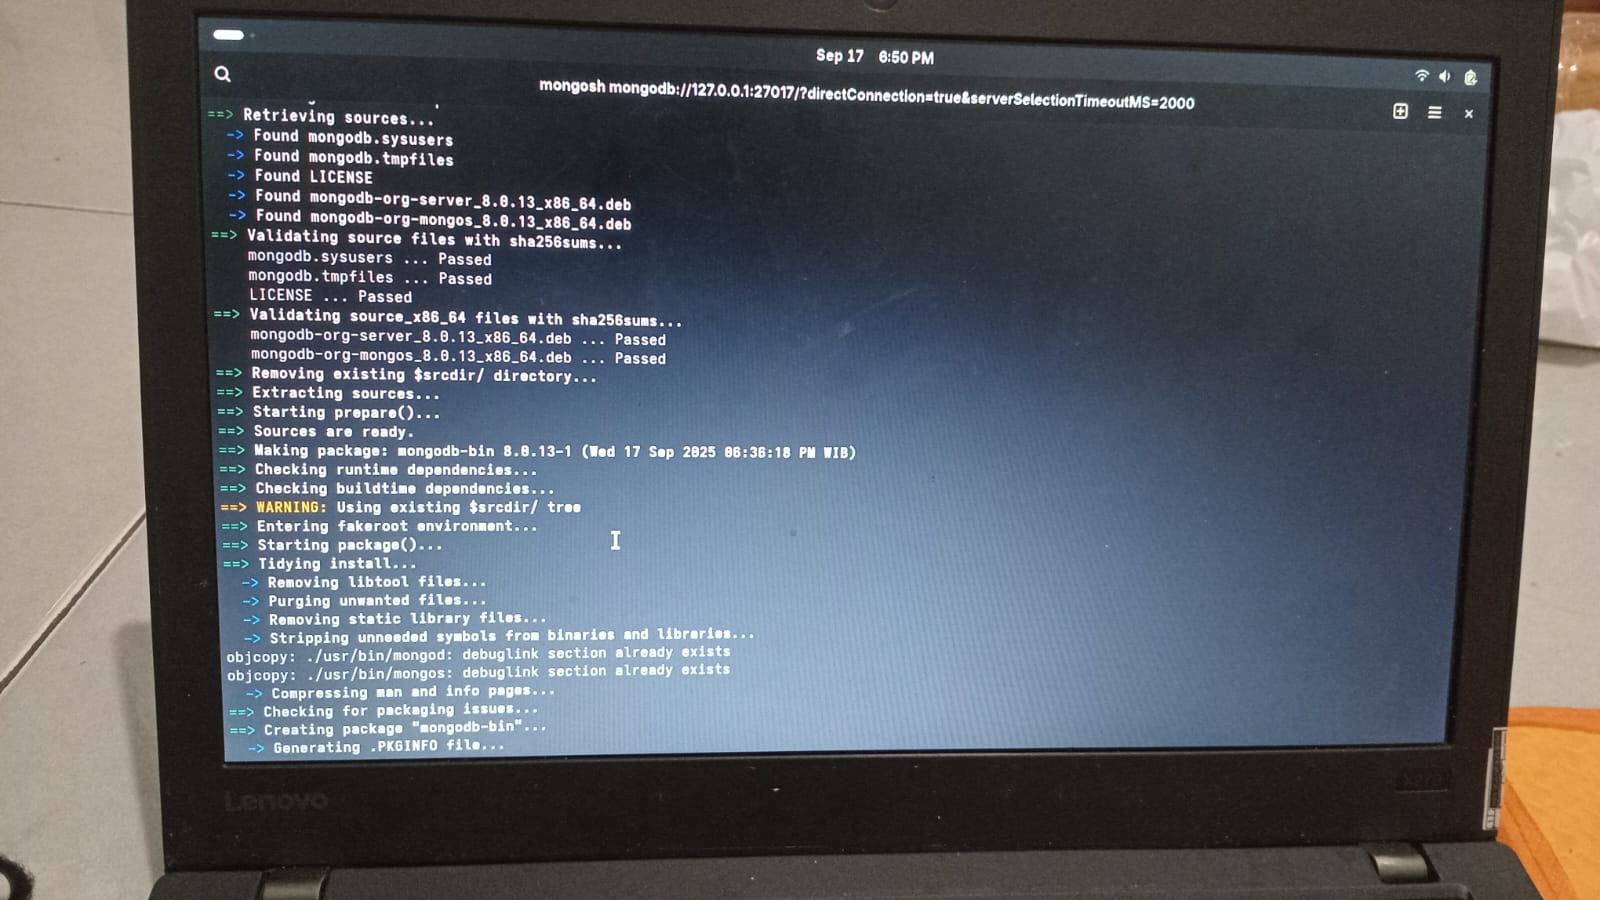 Sep 17 6:50 PM
mongosh mongodb://127.0.0.1:27017/?directConnection=true&serverSelectionTimeoutMS=2000
==> Retrieving sources...
-> Found mongodb.sysusers
-> Found mongodb.tmpfiles
-> Found LICENSE
-> Found mongodb-org-server_8.0.13_x86_64.deb
-> Found mongodb-org-mongos_8.0.13_x86_64.deb
==> Validating source files with sha256sums...
mongodb.sysusers ... Passed
mongodb.tmpfiles ... Passed
LICENSE ... Passed
==> Validating source_x86_64 files with sha256sums...
mongodb-org-server_8.0.13_x86_64.deb ... Passed
mongodb-org-mongos_8.0.13_x86_64.deb ... Passed
==> Removing existing $srcdir/ directory...
==> Extracting sources...
==> Starting prepare()...
==> Sources are ready.
==> Making package: mongodb-bin 8.0.13-1 (Wed 17 Sep 2025 06:36:18 PM WIB)
==> Checking runtime dependencies...
==> Checking buildtime dependencies...
==> WARNING: Using existing $srcdir/ tree
==> Entering fakeroot environment...
==> Starting package()...
==> Tidying install...
-> Removing libtool files...
-> Purging unwanted files...
-> Removing static library files...
-> Stripping unneeded symbols from binaries and libraries...
objcopy: ./usr/bin/mongod: debuglink section already exists
objcopy: ./usr/bin/mongos: debuglink section already exists
-> Compressing man and info pages...
==> Checking for packaging issues...
==> Creating package "mongodb-bin"...
-> Generating .PKGINFO file...
Lenovo